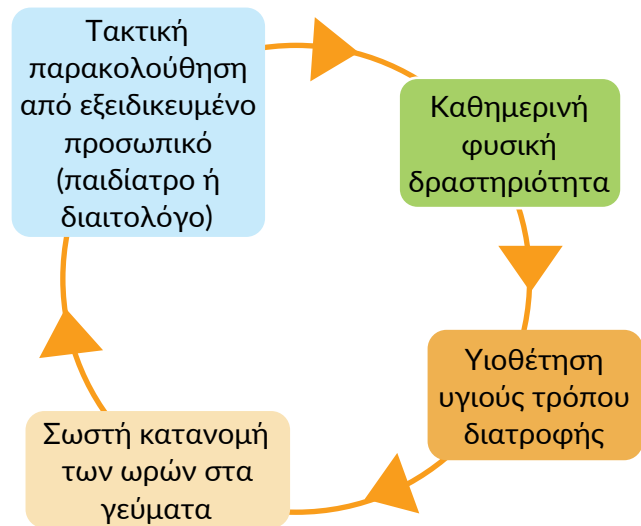 Τακτική
παρακολούθηση
από εξειδικευμένο
προσωπικό
(παιδίατρο ή
διαιτολόγο)
Καθημερινή
φυσική
δραστηριότητα
Υιοθέτηση
υγιούς τρόπου
διατροφής
Σωστή κατανομή
των ωρών στα
γεύματα